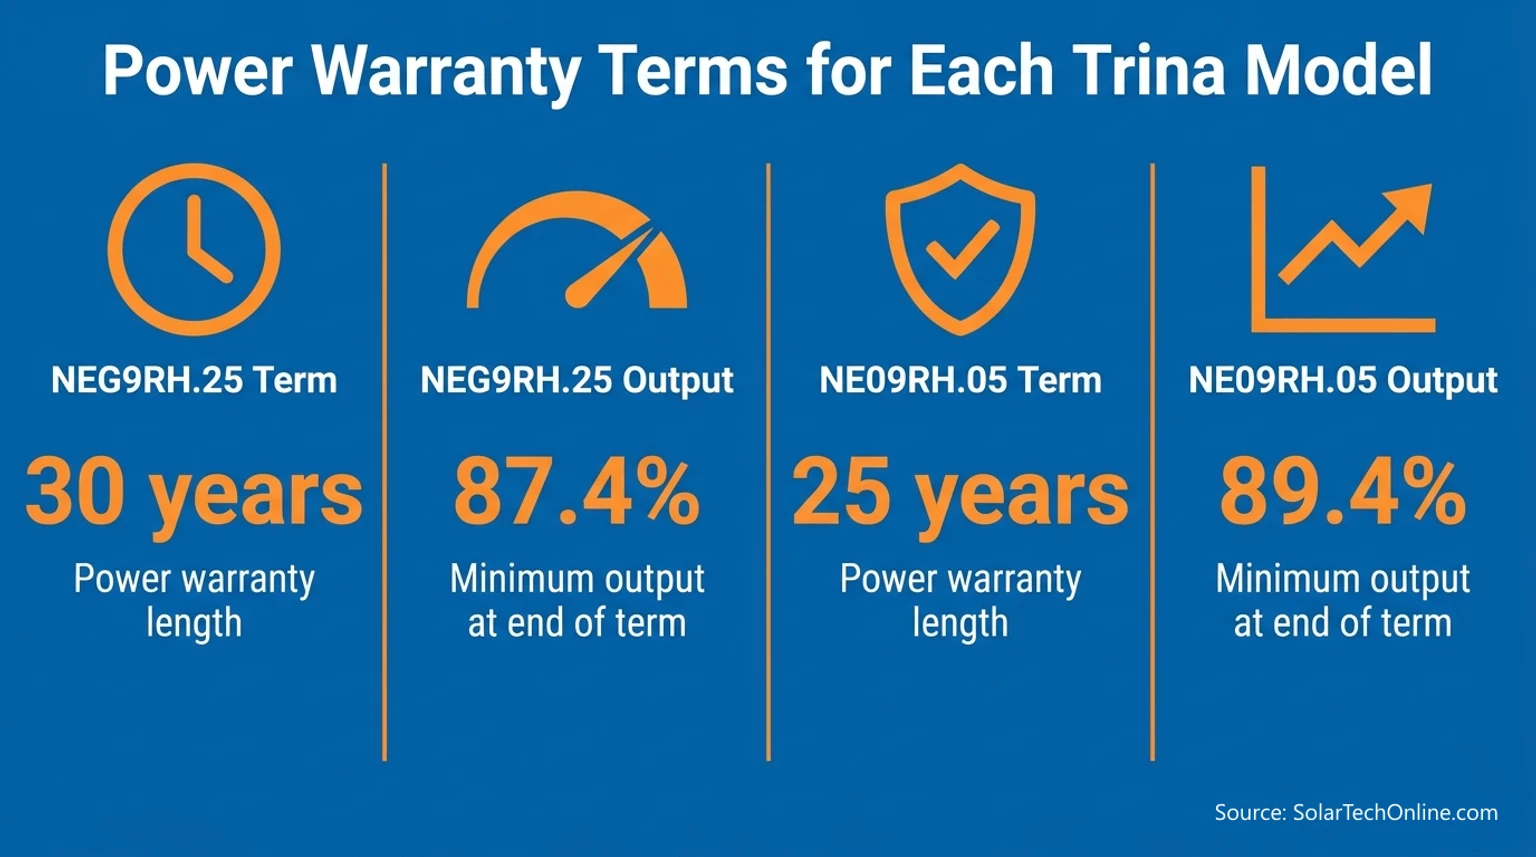 Power Warranty Terms for Each Trina Model
NEG9RH.25 Term
30 years
Power warranty
length
NEG9RH.25 Output
87.4%
Minimum output
at end of term
NE09RH.05 Term
25 years
Power warranty
length
NE09RH.05 Output
89.4%
Minimum output
at end of term
Source: SolarTechOnline.com